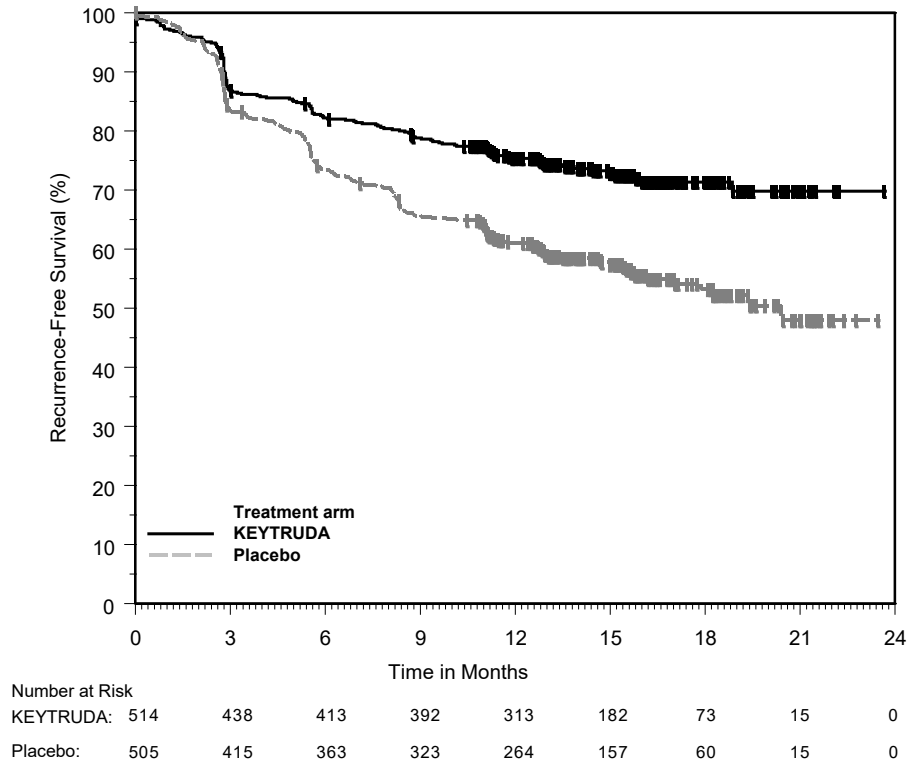 100
90
80
70
60
50
40
30
20
10
0
Recurrence-Free Survival (%)
Treatment arm
KEYTRUDA
Placebo
0 3 6 9 12 15 18 21 24
Time in Months
Number at Risk
KEYTRUDA: 514 438 413 392 313 182 73 15 0
Placebo: 505 415 363 323 264 157 60 15 0